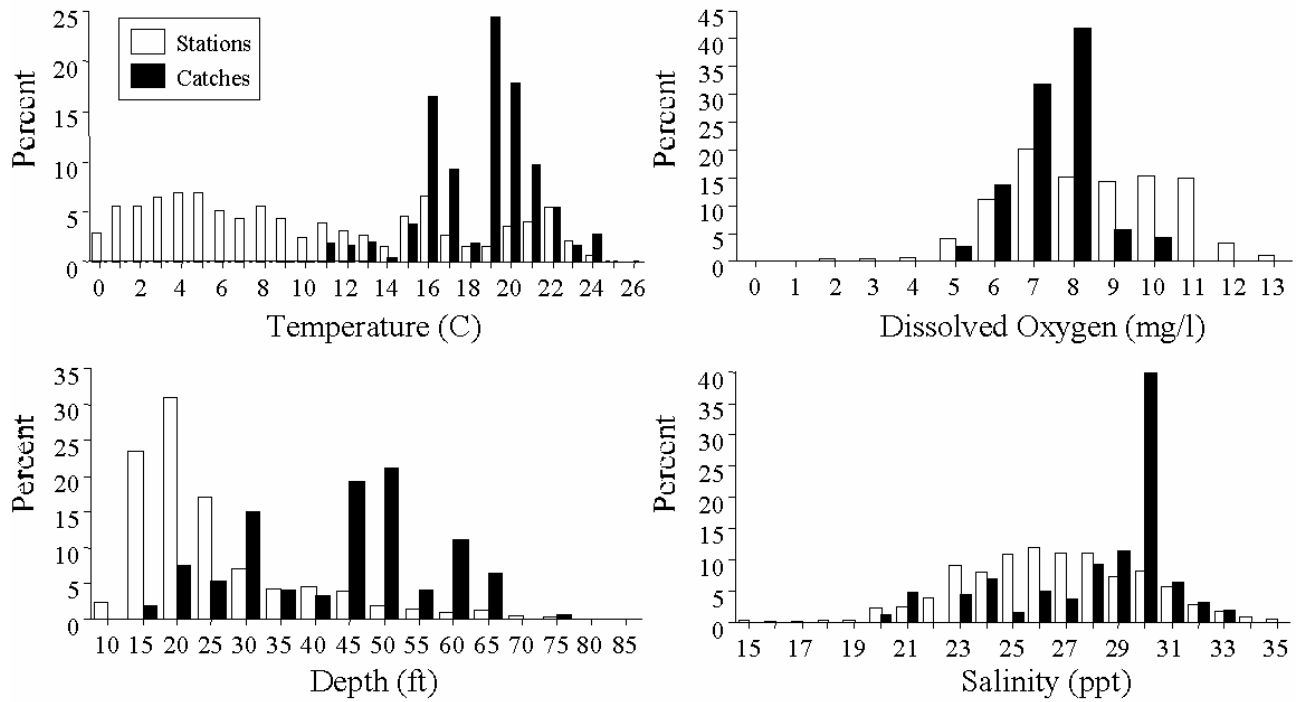 25
20
15
10
5
0
Percent
Stations
Catches
0 2 4 6 8 10 12 14 16 18 20 22 24 26
Temperature (C)
45
40
35
30
25
20
15
10
5
0
Percent
0 1 2 3 4 5 6 7 8 9 10 11 12 13
Dissolved Oxygen (mg/l)
35
30
25
20
15
10
5
0
Percent
10 15 20 25 30 35 40 45 50 55 60 65 70 75 80 85
Depth (ft)
40
35
30
25
20
15
10
5
0
Percent
15 17 19 21 23 25 27 29 31 33 35
Salinity (ppt)